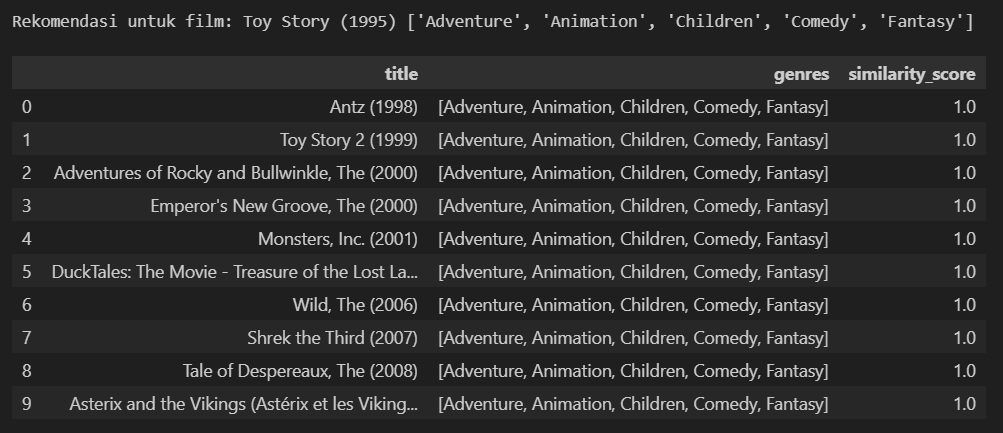 Rekomendasi untuk film: Toy Story (1995) ['Adventure', 'Animation', 'Children', 'Comedy', 'Fantasy']
title genres similarity_score
0 Antz (1998) [Adventure, Animation, Children, Comedy, Fantasy] 1.0
1 Toy Story 2 (1999) [Adventure, Animation, Children, Comedy, Fantasy] 1.0
2 Adventures of Rocky and Bullwinkle, The (2000) [Adventure, Animation, Children, Comedy, Fantasy] 1.0
3 Emperor's New Groove, The (2000) [Adventure, Animation, Children, Comedy, Fantasy] 1.0
4 Monsters, Inc. (2001) [Adventure, Animation, Children, Comedy, Fantasy] 1.0
5 DuckTales: The Movie - Treasure of the Lost La... [Adventure, Animation, Children, Comedy, Fantasy] 1.0
6 Wild, The (2006) [Adventure, Animation, Children, Comedy, Fantasy] 1.0
7 Shrek the Third (2007) [Adventure, Animation, Children, Comedy, Fantasy] 1.0
8 Tale of Despereaux, The (2008) [Adventure, Animation, Children, Comedy, Fantasy] 1.0
9 Asterix and the Vikings (Astérix et les Viking... [Adventure, Animation, Children, Comedy, Fantasy] 1.0